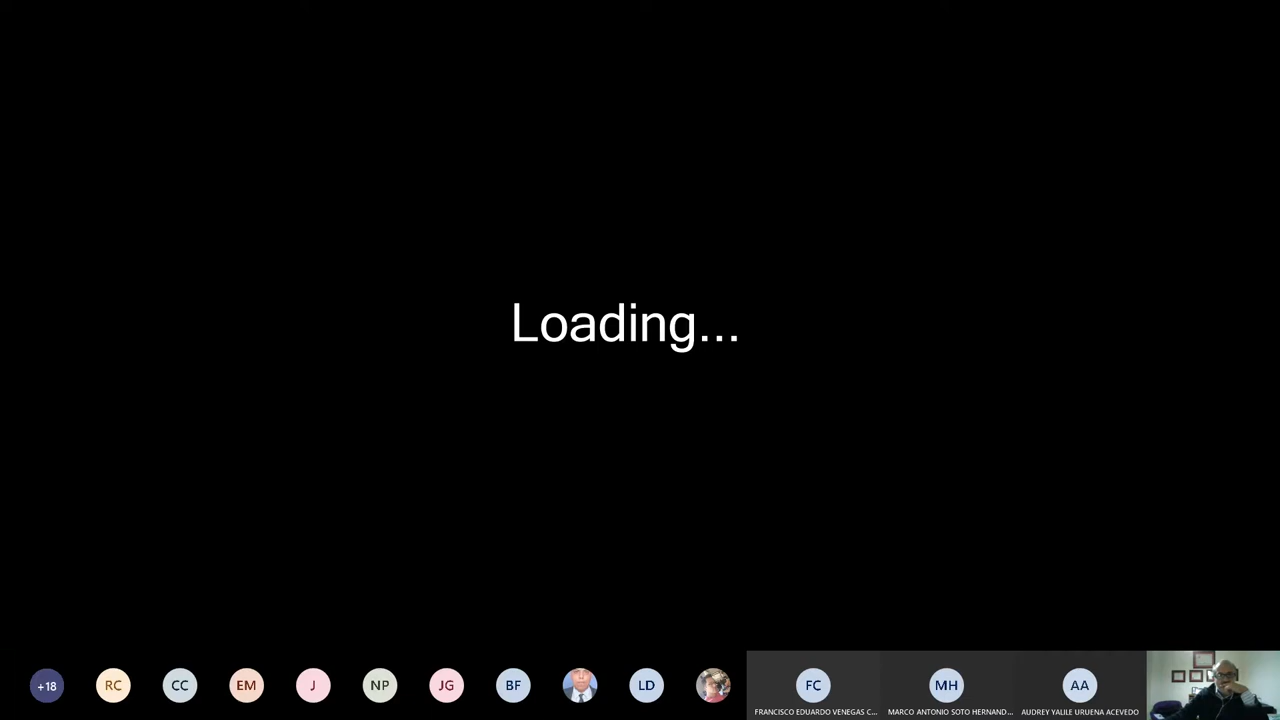 Loading...
+18
RC
CC
EM
J
NP
JG
BF
LD
FC
MH
AA
FRANCISCO EDUARDO VENEGAS C...
MARCO ANTONIO SOTO HERNAND...
AUDREY YALILE URUENA ACEVEDO